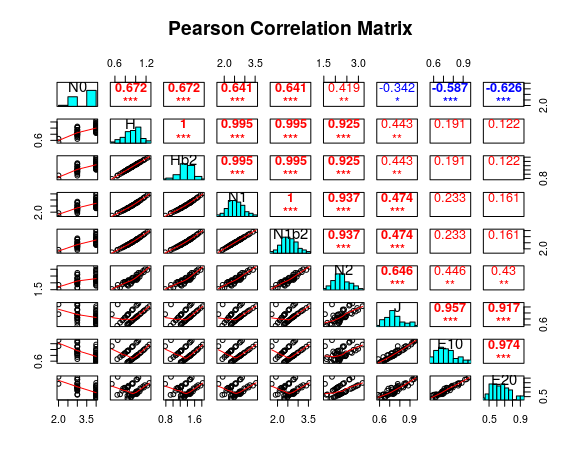 Pearson Correlation Matrix
0.6 1.2 2.0 3.5 1.5 3.0 0.6 0.9
N0 0.672 0.672 0.641 0.641 0.419 -0.342 -0.587 -0.626 2.0
*** *** *** *** ** * *** ***
0.6 H 1 0.995 0.995 0.925 0.443 0.191 0.122
*** *** *** *** **
Hb2 0.995 0.995 0.925 0.443 0.191 0.122 0.8
*** *** *** **
2.0 N1 1 0.937 0.474 0.233 0.161
*** *** ***
N1b2 0.937 0.474 0.233 0.161 2.0
*** ***
1.5 N2 0.646 0.446 0.43
*** ** **
J 0.957 0.917 0.6
*** ***
0.6 E10 0.974
***
E20 0.5
2.0 3.5 0.8 1.6 2.0 3.5 0.6 0.9 0.5 0.9